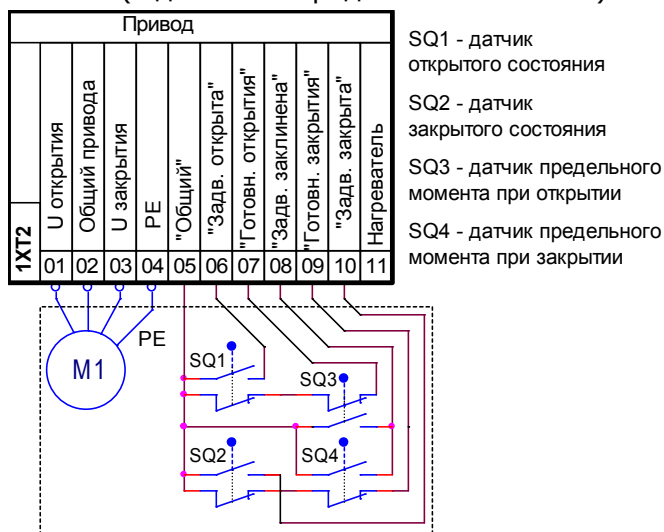 Привод
1XT2
U открытия
Общий привода
U закрытия
PE
"Общий"
"Задв. открыта"
"Готовн. открытия"
"Задв. заклинена"
"Готовн. закрытия"
"Задв. закрыта"
Нагреватель
01 02 03 04 05 06 07 08 09 10 11
SQ1 - датчик
открытого состояния
SQ2 - датчик
закрытого состояния
SQ3 - датчик предельного
момента при открытии
SQ4 - датчик предельного
момента при закрытии
PE
M1
SQ1
SQ3
SQ2
SQ4